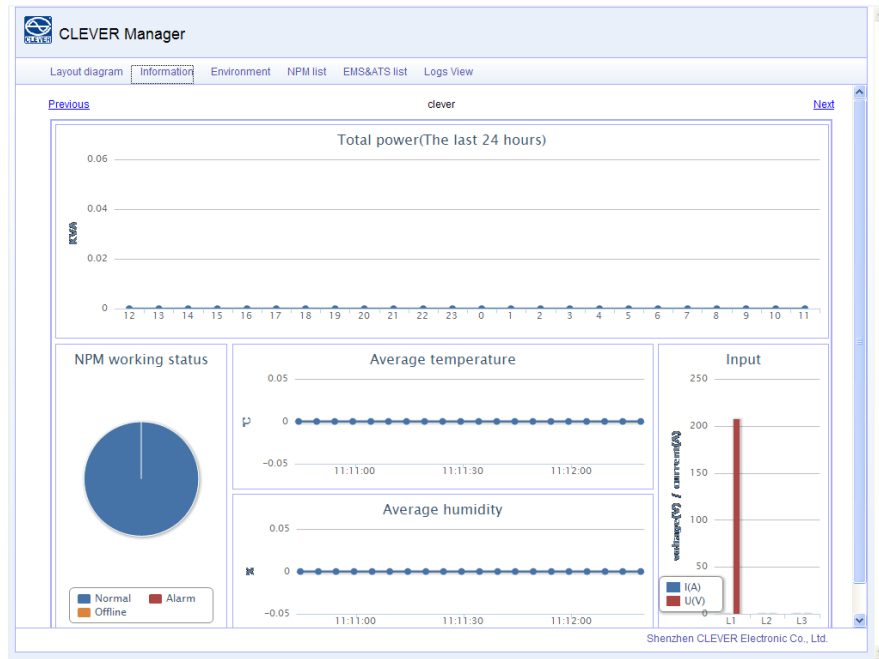 CLEVER
CLEVER Manager
Layout diagram Information Environment NPM list EMS&ATS list Logs View
Previous clever Next
Total power(The last 24 hours)
0.06
0.04
KWA
0.02
0
12 13 14 15 16 17 18 19 20 21 22 23 0 1 2 3 4 5 6 7 8 9 10 11
NPM working status
Normal Alarm
Offline
Average temperature
0.05
℃ 0
-0.05
11:11:00 11:11:30 11:12:00
Average humidity
0.05
% 0
-0.05
11:11:00 11:11:30 11:12:00
Input
250
200
150
100
50
0
voltage(V) / current(A)
I(A)
U(V)
L1 L2 L3
Shenzhen CLEVER Electronic Co., Ltd.